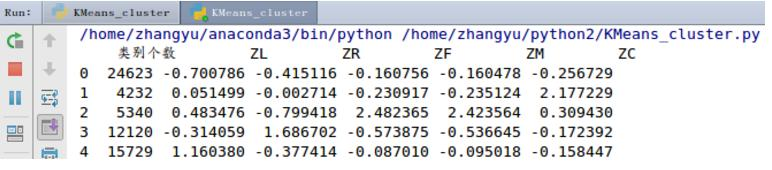 Run: KMeans_cluster KMeans_cluster
/home/zhangyu/anaconda3/bin/python /home/zhangyu/python2/KMeans_cluster.py
类别个数 ZL ZR ZF ZM ZC
0 24623 -0.700786 -0.415116 -0.160756 -0.160478 -0.256729
1 4232 0.051499 -0.002714 -0.230917 -0.235124 2.177229
2 5340 0.483476 -0.799418 2.482365 2.423564 0.309430
3 12120 -0.314059 1.686702 -0.573875 -0.536645 -0.172392
4 15729 1.160380 -0.377414 -0.087010 -0.095018 -0.158447